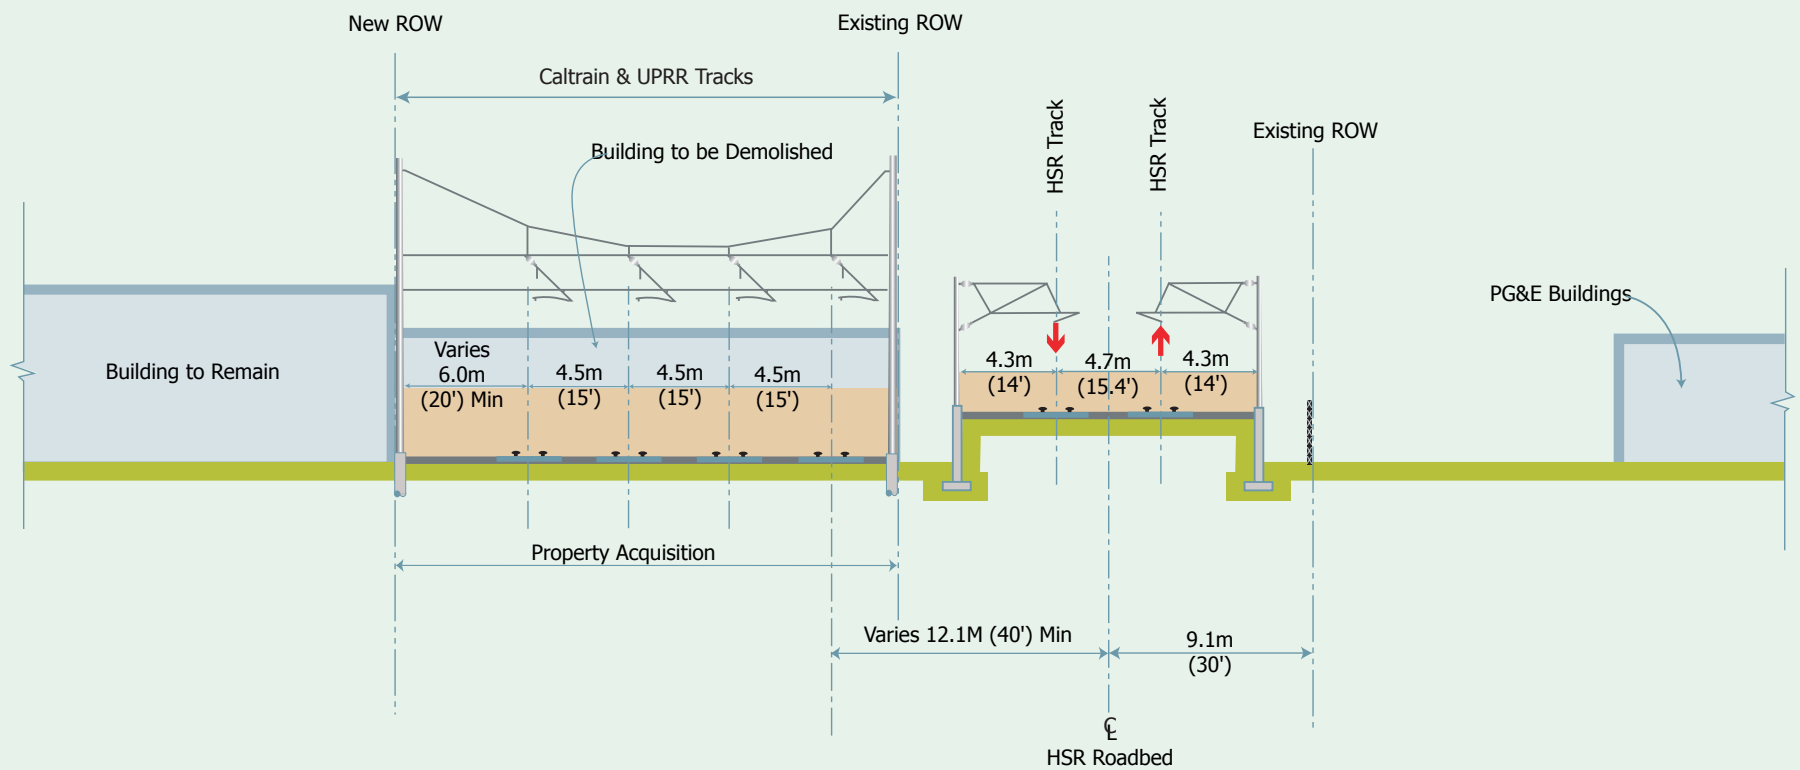 New ROW
Existing ROW
Caltrain & UPRR Tracks
HSR Track
HSR Track
Existing ROW
Building to be Demolished
PG&E Buildings
Building to Remain
Varies
6.0m
(20') Min
4.5m
(15')
4.5m
(15')
4.5m
(15')
4.3m
(14')
4.7m
(15.4')
4.3m
(14')
Property Acquisition
Varies 12.1M (40') Min
9.1m
(30')
℄
HSR Roadbed